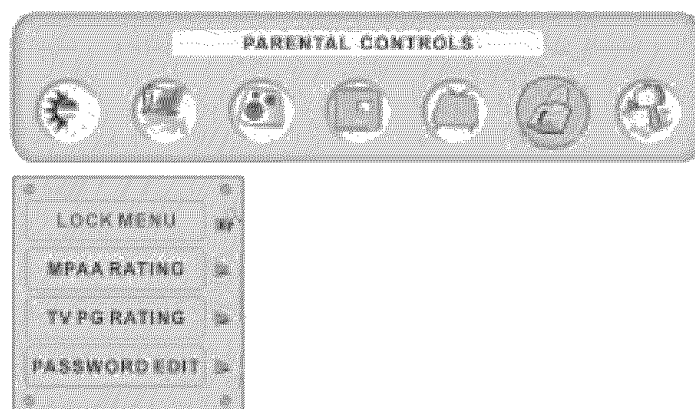 PARENTAL CONTROLS
LOCK MENU
MPAA RATING
TV PG RATING
PASSWORD EDIT